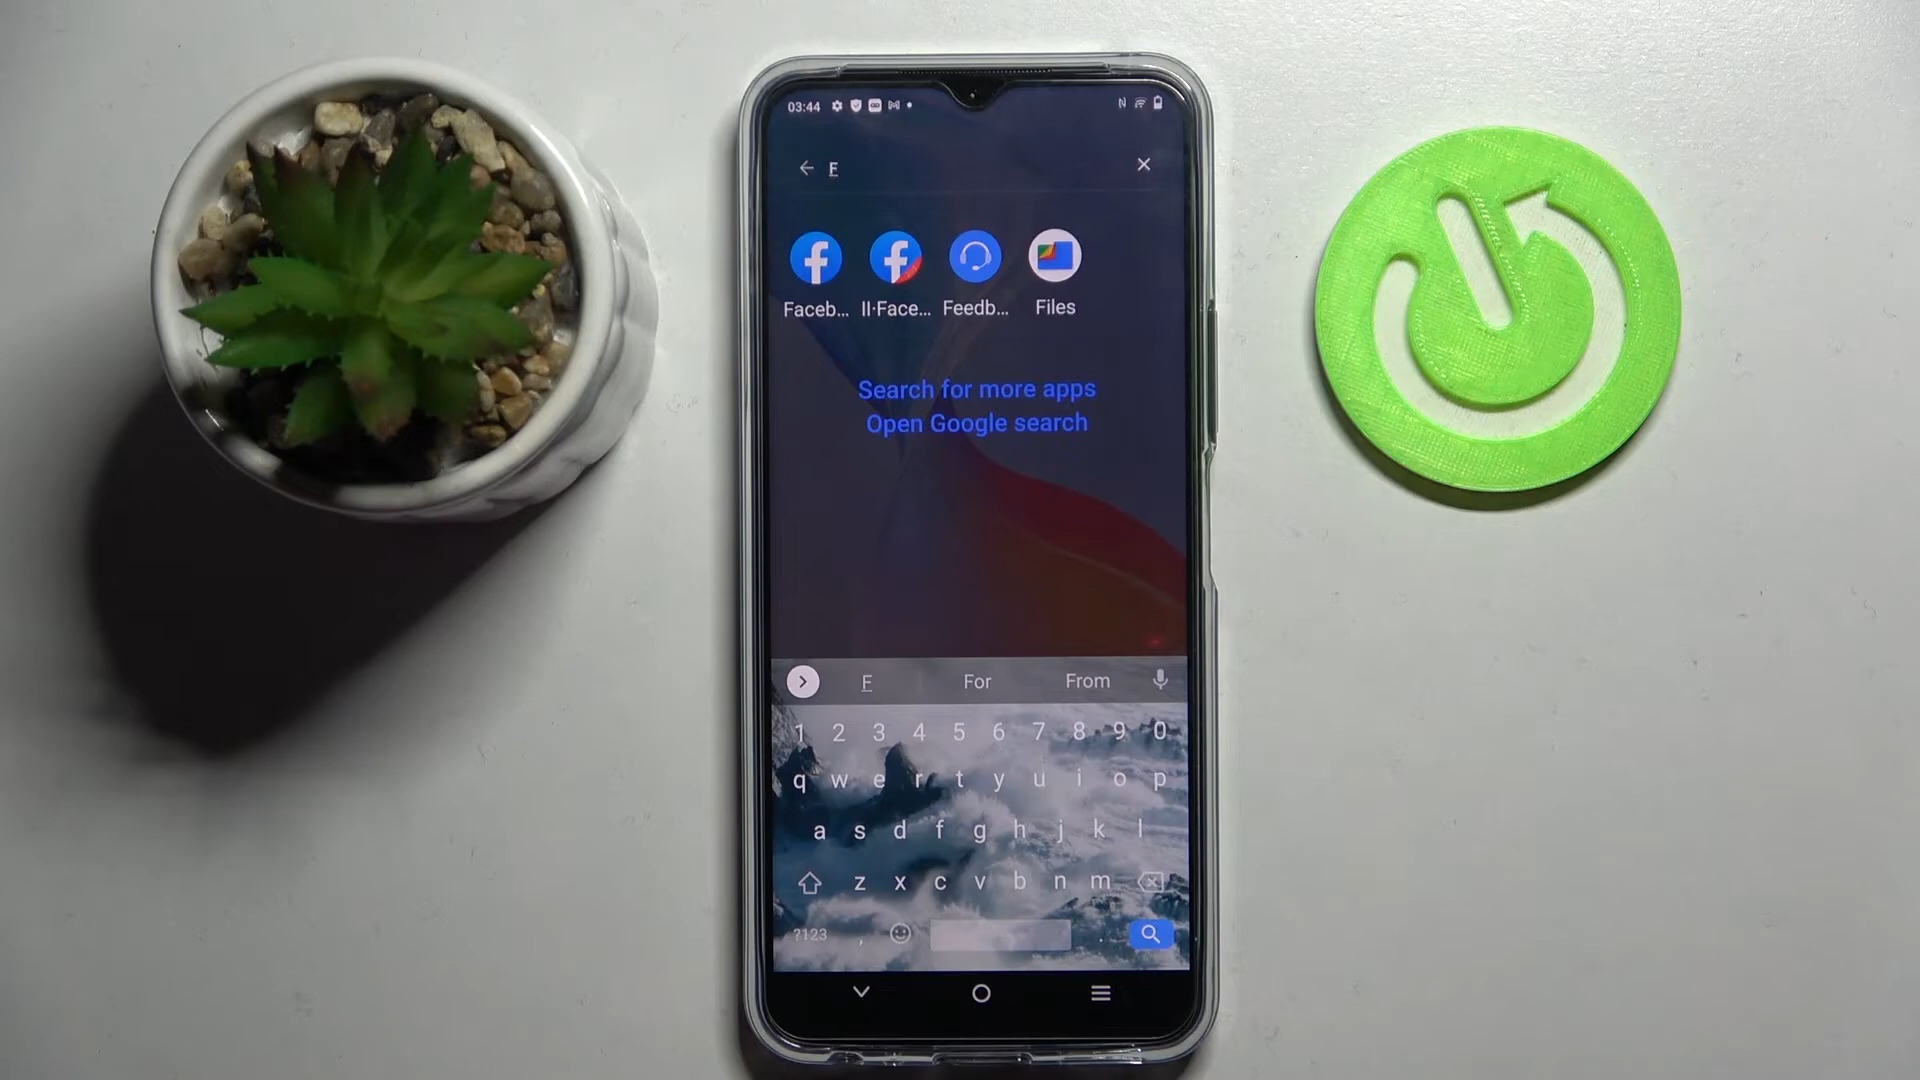 03:44
F
Faceb... II·Face... Feedb... Files
Search for more apps
Open Google search
F For From
1 2 3 4 5 6 7 8 9 0
q w e r t y u i o p
a s d f g h j k l
z x c v b n m
?123 , .